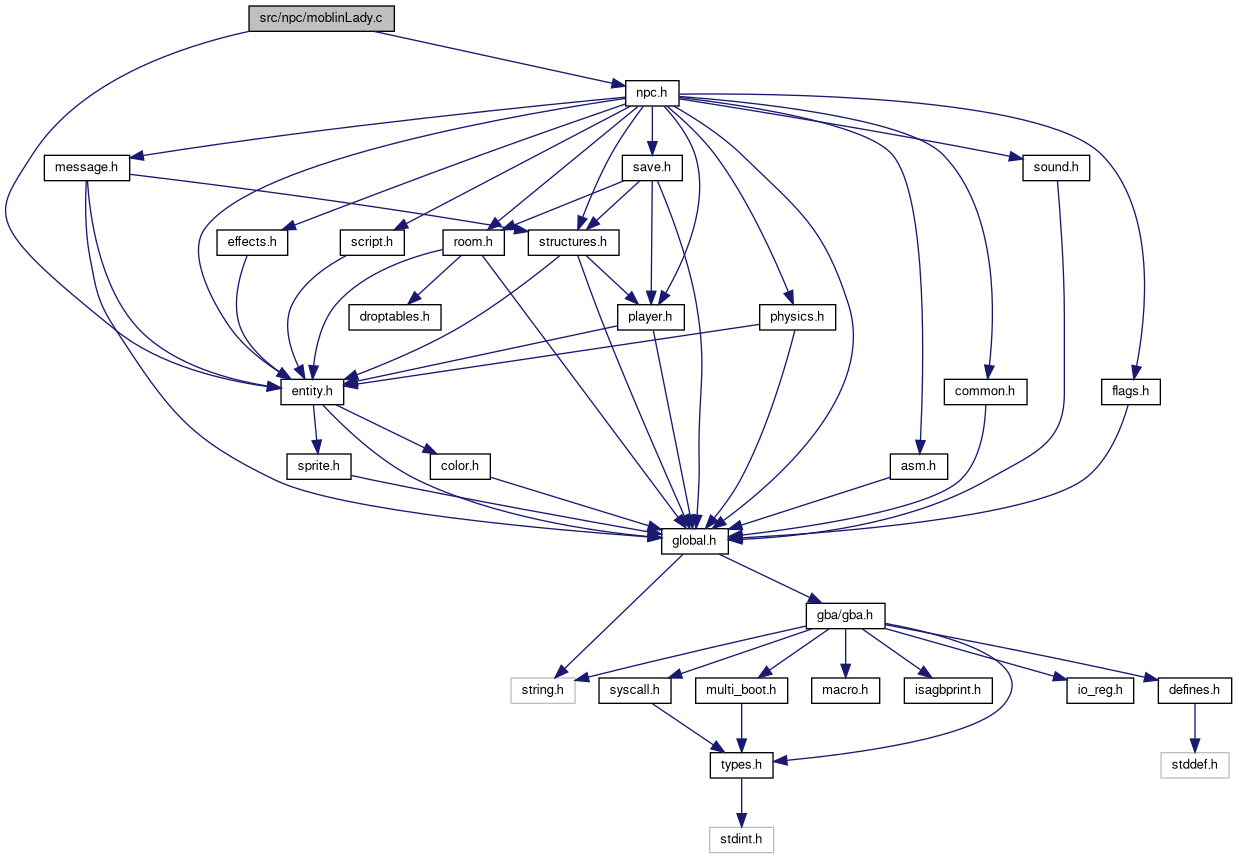 src/npc/moblinLady.c
npc.h
message.h
save.h
sound.h
effects.h
script.h
room.h
structures.h
droptables.h
player.h
physics.h
entity.h
common.h
flags.h
sprite.h
color.h
asm.h
global.h
gba/gba.h
string.h
syscall.h
multi_boot.h
macro.h
isagbprint.h
io_reg.h
defines.h
types.h
stddef.h
stdint.h